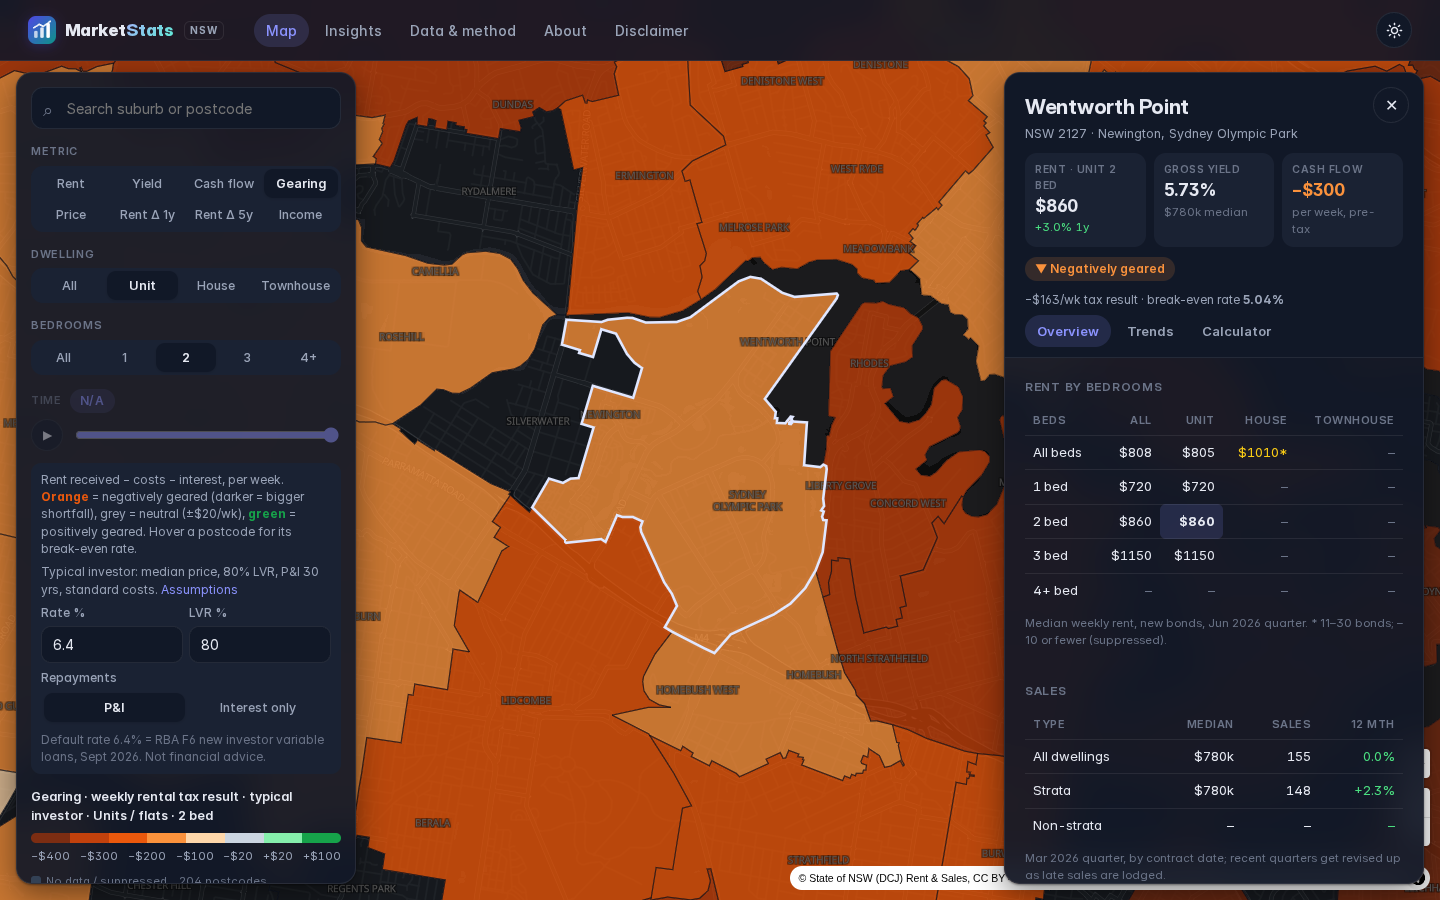 MarketStats NSW
Map Insights Data & method About Disclaimer
Search suburb or postcode
METRIC
Rent Yield Cash flow Gearing
Price Rent Δ 1y Rent Δ 5y Income
DWELLING
All Unit House Townhouse
BEDROOMS
All 1 2 3 4+
TIME N/A
Rent received − costs − interest, per week.
Orange = negatively geared (darker = bigger
shortfall), grey = neutral (±$20/wk), green =
positively geared. Hover a postcode for its
break-even rate.
Typical investor: median price, 80% LVR, P&I 30
yrs, standard costs. Assumptions
Rate % LVR %
6.4 80
Repayments
P&I Interest only
Default rate 6.4% = RBA F6 new investor variable
loans, Sept 2026. Not financial advice.
Gearing · weekly rental tax result · typical
investor · Units / flats · 2 bed
−$400 −$300 −$200 −$100 −$20 +$20 +$100
No data / suppressed 204 postcodes
DENISTONE
DENISTONE WEST
DUNDAS
ERMINGTON
WEST RYDE
RYDALMERE
MELROSE PARK
MEADOWBANK
CAMELLIA
ROSEHILL
WENTWORTH POINT
RHODES
NEWINGTON
SILVERWATER
SYDNEY
OLYMPIC PARK
LIBERTY GROVE
CONCORD WEST
NORTH STRATHFIELD
HOMEBUSH
HOMEBUSH WEST
LIDCOMBE
BERALA
STRATHFIELD
CHESTER HILL
REGENTS PARK
M4
© State of NSW (DCJ) Rent & Sales, CC BY
Wentworth Point
NSW 2127 · Newington, Sydney Olympic Park
RENT · UNIT 2
BED
$860
+3.0% 1y
GROSS YIELD
5.73%
$780k median
CASH FLOW
−$300
per week, pre-
tax
▼ Negatively geared
−$163/wk tax result · break-even rate 5.04%
Overview Trends Calculator
RENT BY BEDROOMS
BEDS ALL UNIT HOUSE TOWNHOUSE
All beds $808 $805 $1010* –
1 bed $720 $720 – –
2 bed $860 $860 – –
3 bed $1150 $1150 – –
4+ bed – – – –
Median weekly rent, new bonds, Jun 2026 quarter. * 11–30 bonds; –
10 or fewer (suppressed).
SALES
TYPE MEDIAN SALES 12 MTH
All dwellings $780k 155 0.0%
Strata $780k 148 +2.3%
Non-strata – – –
Mar 2026 quarter, by contract date; recent quarters get revised up
as late sales are lodged.